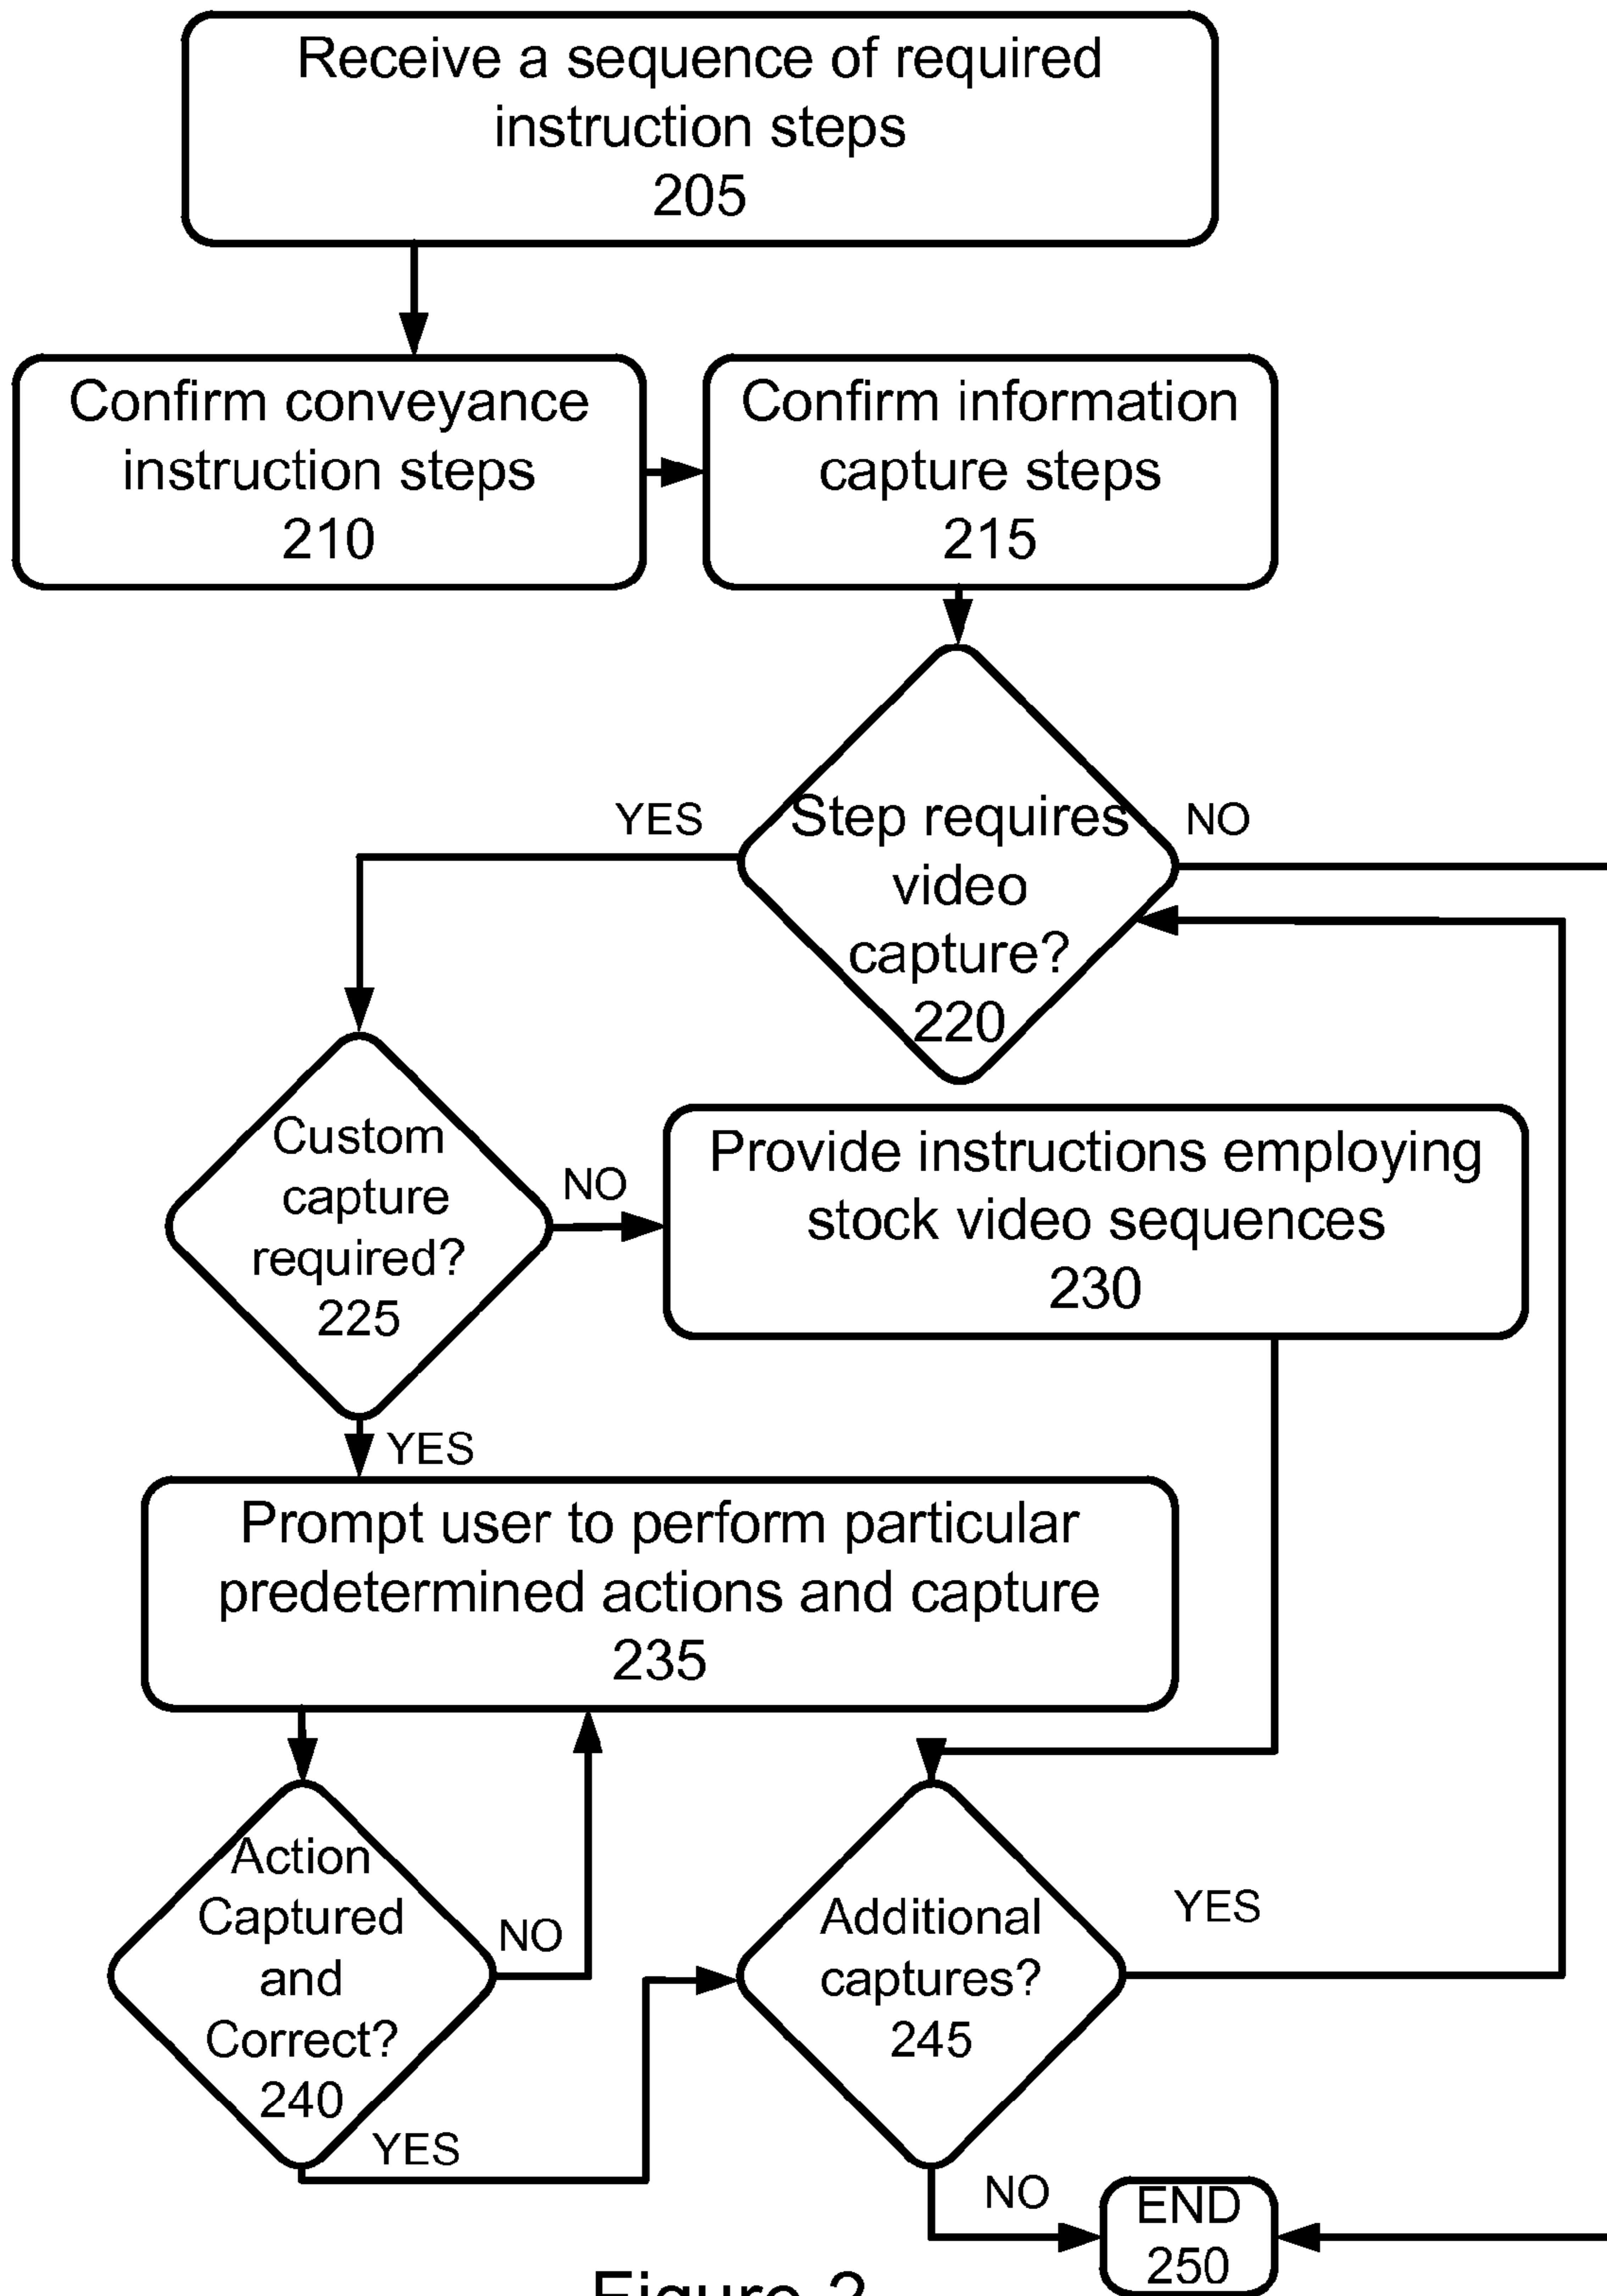 Receive a sequence of required
instruction steps
205
Confirm conveyance
instruction steps
210
Confirm information
capture steps
215
YES
Step requires
video
capture?
220
NO
Custom
capture
required?
225
NO
Provide instructions employing
stock video sequences
230
YES
Prompt user to perform particular
predetermined actions and capture
235
Action
Captured
and
Correct?
240
NO
YES
Additional
captures?
245
YES
NO
END
250
Figure 2